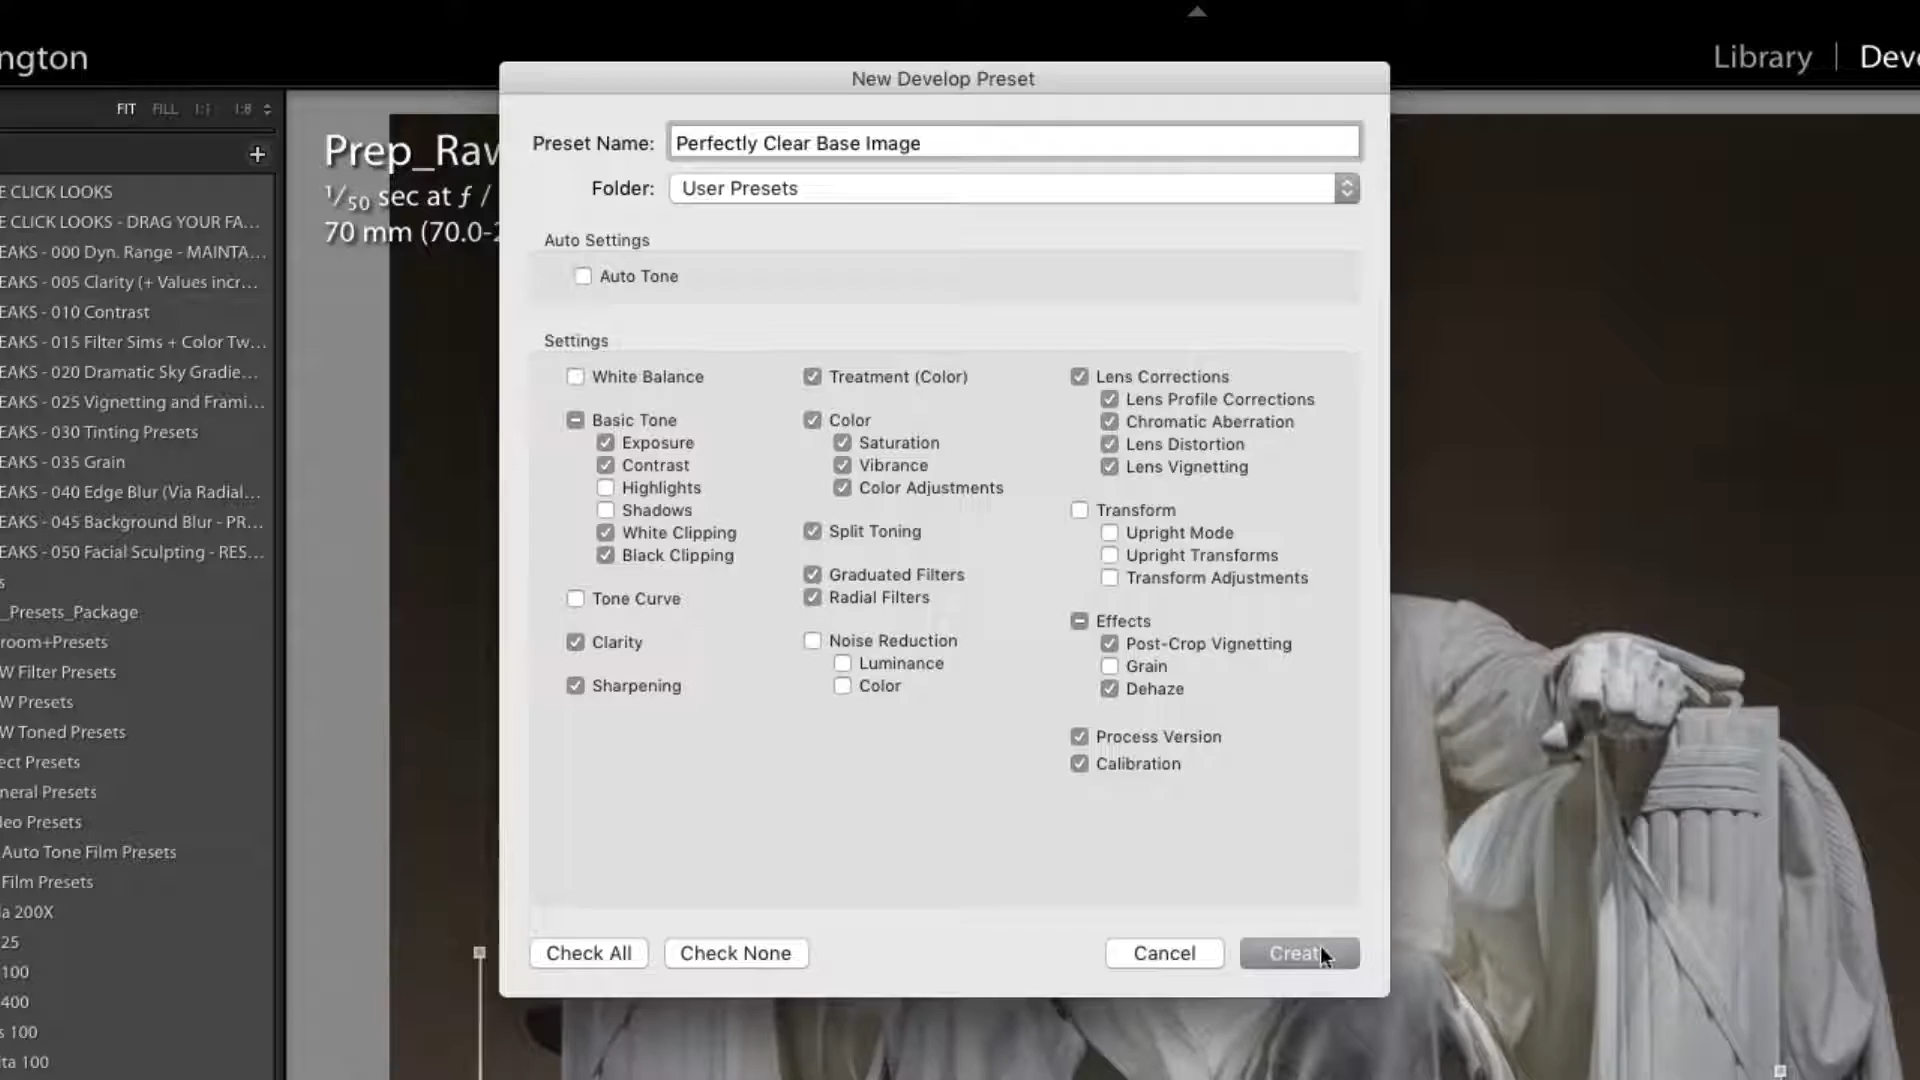 ngton
Library | Deve
FIT FILL 1:1 1:8
+
E CLICK LOOKS
E CLICK LOOKS - DRAG YOUR FA...
EAKS - 000 Dyn. Range - MAINTA...
EAKS - 005 Clarity (+ Values incr...
EAKS - 010 Contrast
EAKS - 015 Filter Sims + Color Tw...
EAKS - 020 Dramatic Sky Gradie...
EAKS - 025 Vignetting and Frami...
EAKS - 030 Tinting Presets
EAKS - 035 Grain
EAKS - 040 Edge Blur (Via Radial...
EAKS - 045 Background Blur - PR...
EAKS - 050 Facial Sculpting - RES...
s
_Presets_Package
room+Presets
W Filter Presets
W Presets
W Toned Presets
ect Presets
neral Presets
leo Presets
Auto Tone Film Presets
Film Presets
la 200X
25
100
400
s 100
ita 100
Prep_Rav
1/50 sec at ƒ /
70 mm (70.0-2
New Develop Preset
Preset Name: Perfectly Clear Base Image
Folder: User Presets
Auto Settings
Auto Tone
Settings
White Balance
Basic Tone
Exposure
Contrast
Highlights
Shadows
White Clipping
Black Clipping
Tone Curve
Clarity
Sharpening
Treatment (Color)
Color
Saturation
Vibrance
Color Adjustments
Split Toning
Graduated Filters
Radial Filters
Noise Reduction
Luminance
Color
Lens Corrections
Lens Profile Corrections
Chromatic Aberration
Lens Distortion
Lens Vignetting
Transform
Upright Mode
Upright Transforms
Transform Adjustments
Effects
Post-Crop Vignetting
Grain
Dehaze
Process Version
Calibration
Check All
Check None
Cancel
Creat